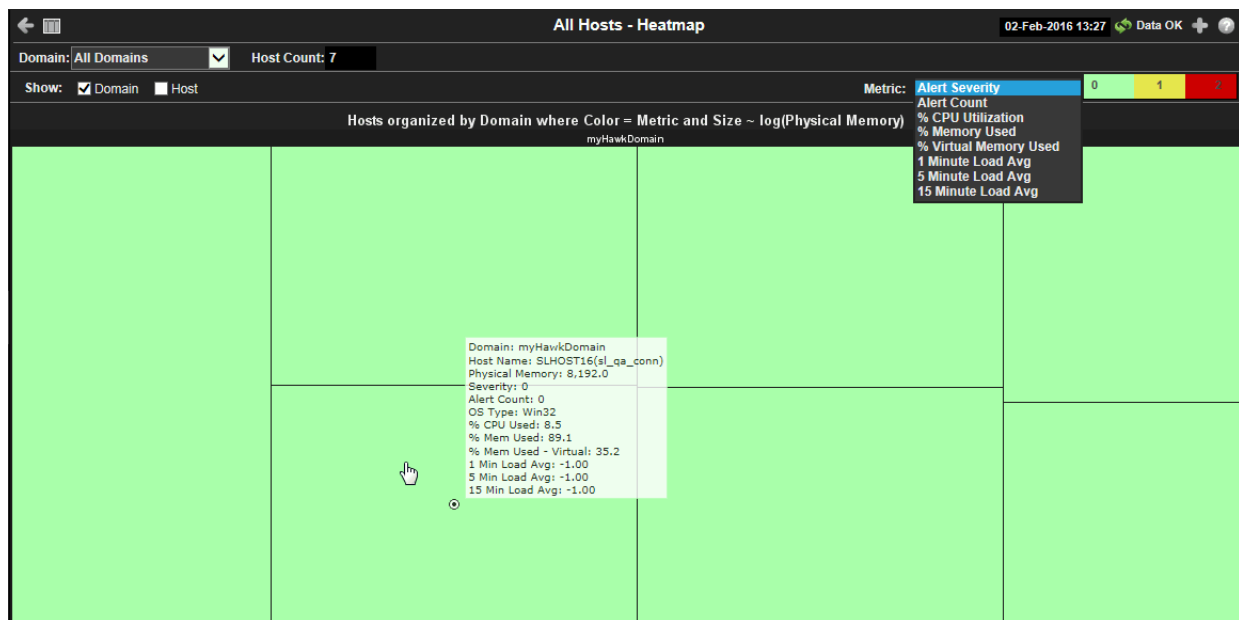 All Hosts - Heatmap
02-Feb-2016 13:27 Data OK
Domain: All Domains Host Count: 7
Show: Domain Host Metric: Alert Severity 0 1 2
Alert Count
% CPU Utilization
% Memory Used
% Virtual Memory Used
1 Minute Load Avg
5 Minute Load Avg
15 Minute Load Avg
Hosts organized by Domain where Color = Metric and Size ~ log(Physical Memory)
myHawkDomain
Domain: myHawkDomain
Host Name: SLHOST16(sl_qa_conn)
Physical Memory: 8,192.0
Severity: 0
Alert Count: 0
OS Type: Win32
% CPU Used: 8.5
% Mem Used: 89.1
% Mem Used - Virtual: 35.2
1 Min Load Avg: -1.00
5 Min Load Avg: -1.00
15 Min Load Avg: -1.00